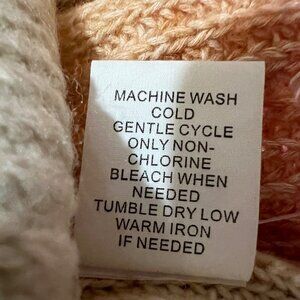 MACHINE WASH
COLD
GENTLE CYCLE
ONLY NON-
CHLORINE
BLEACH WHEN
NEEDED
TUMBLE DRY LOW
WARM IRON
IF NEEDED